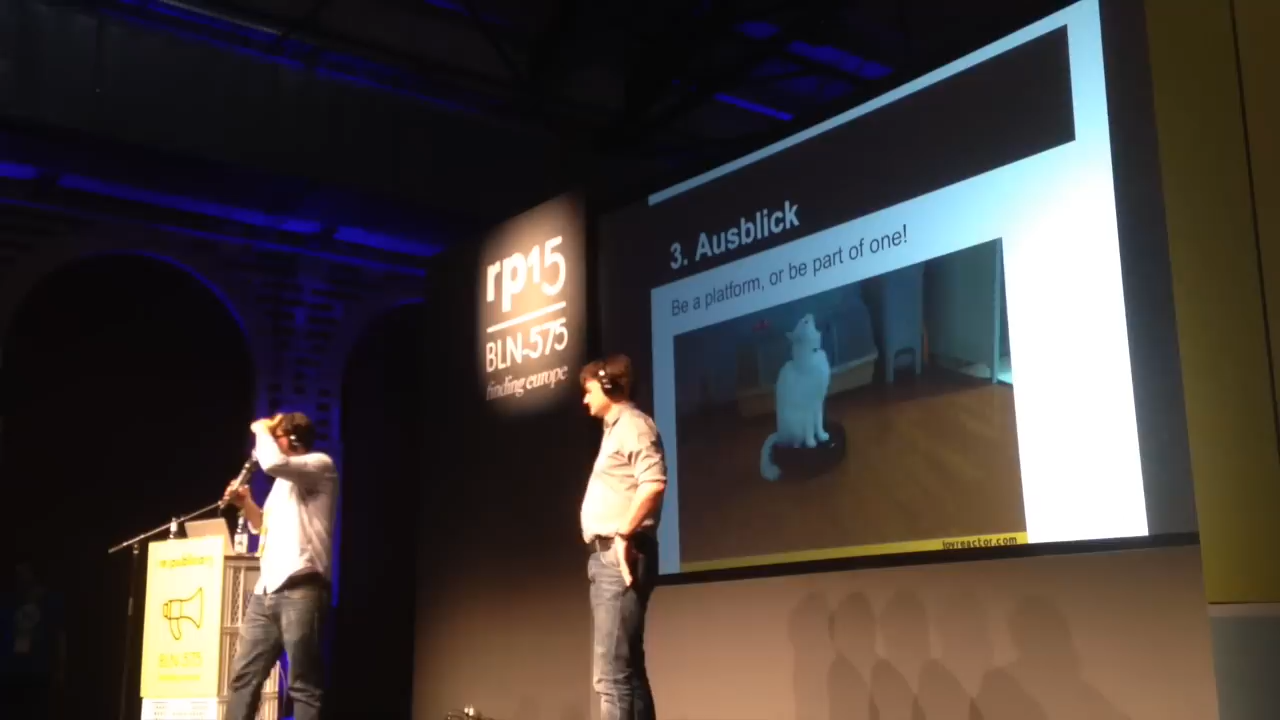 rp15
BLN-575
finding europe
3. Ausblick
Be a platform, or be part of one!
joyreactor.com
re:publica
BLN-575